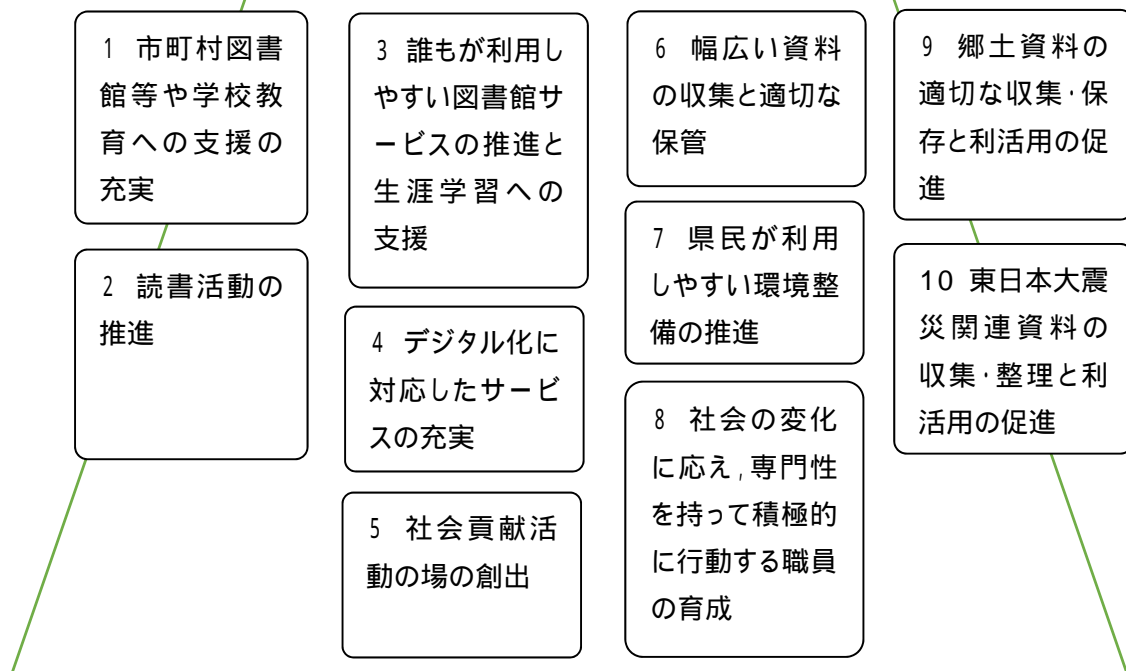 1 市町村図書
館等や学校教
育への支援の
充実
2 読書活動の
推進
3 誰もが利用し
やすい図書館サ
ービスの推進と
生涯学習への
支援
4 デジタル化に
対応したサービ
スの充実
5 社会貢献活
動の場の創出
6 幅広い資料
の収集と適切な
保管
7 県民が利用
しやすい環境整
備の推進
8 社会の変化
に応え,専門性
を持って積極的
に行動する職員
の育成
9 郷土資料の
適切な収集・保
存と利活用の促
進
10 東日本大震
災関連資料の
収集・整理と利
活用の促進